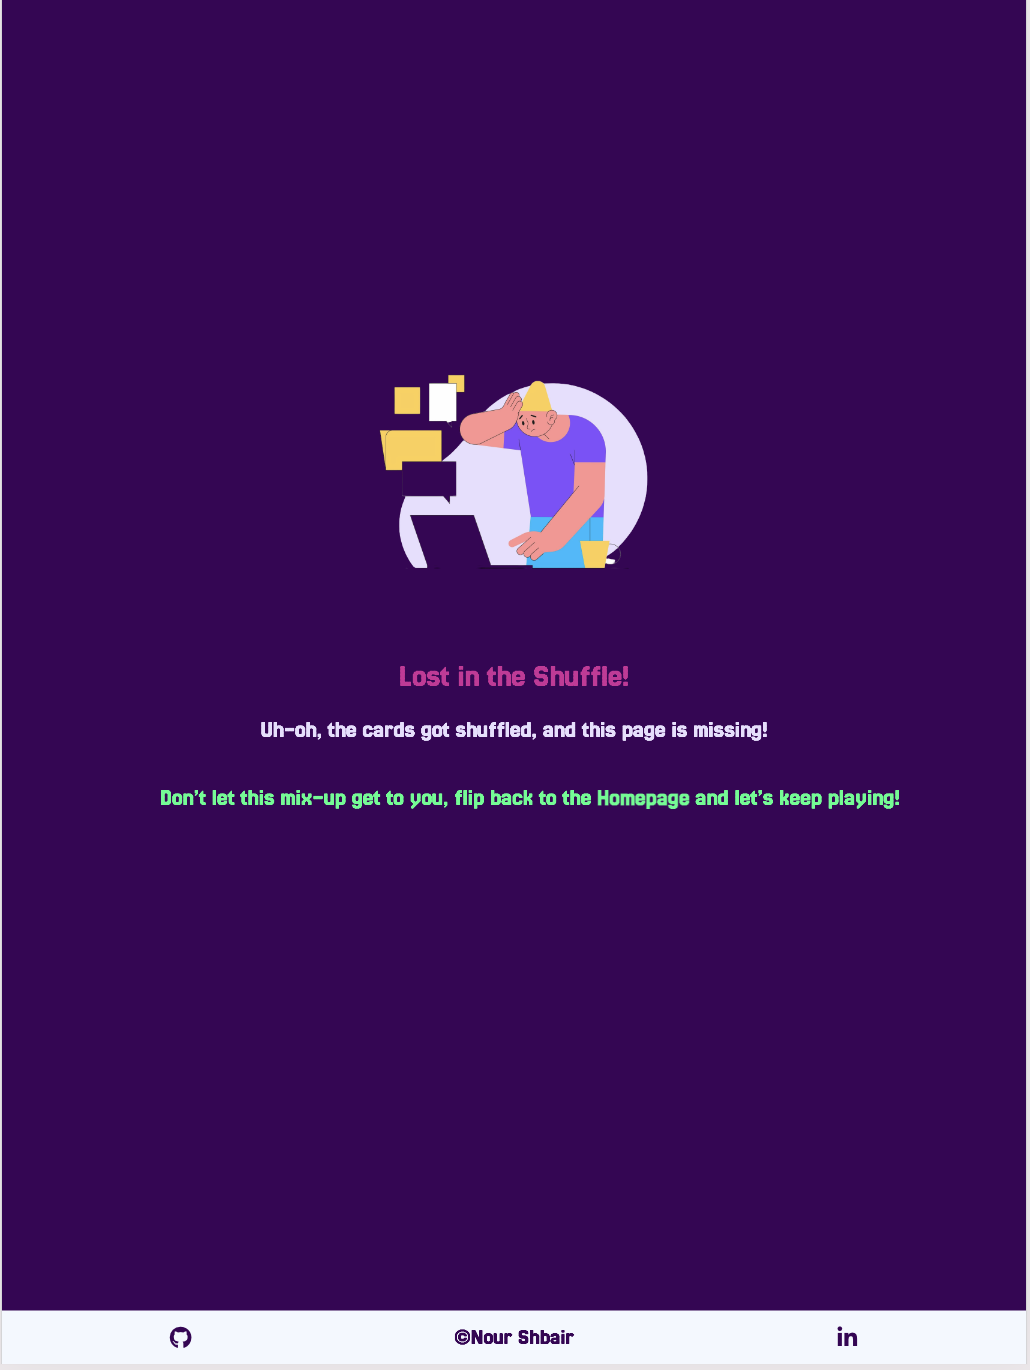 Lost in the Shuffle!
Uh-oh, the cards got shuffled, and this page is missing!
Don't let this mix-up get to you, flip back to the Homepage and let's keep playing!
©Nour Shbair
in